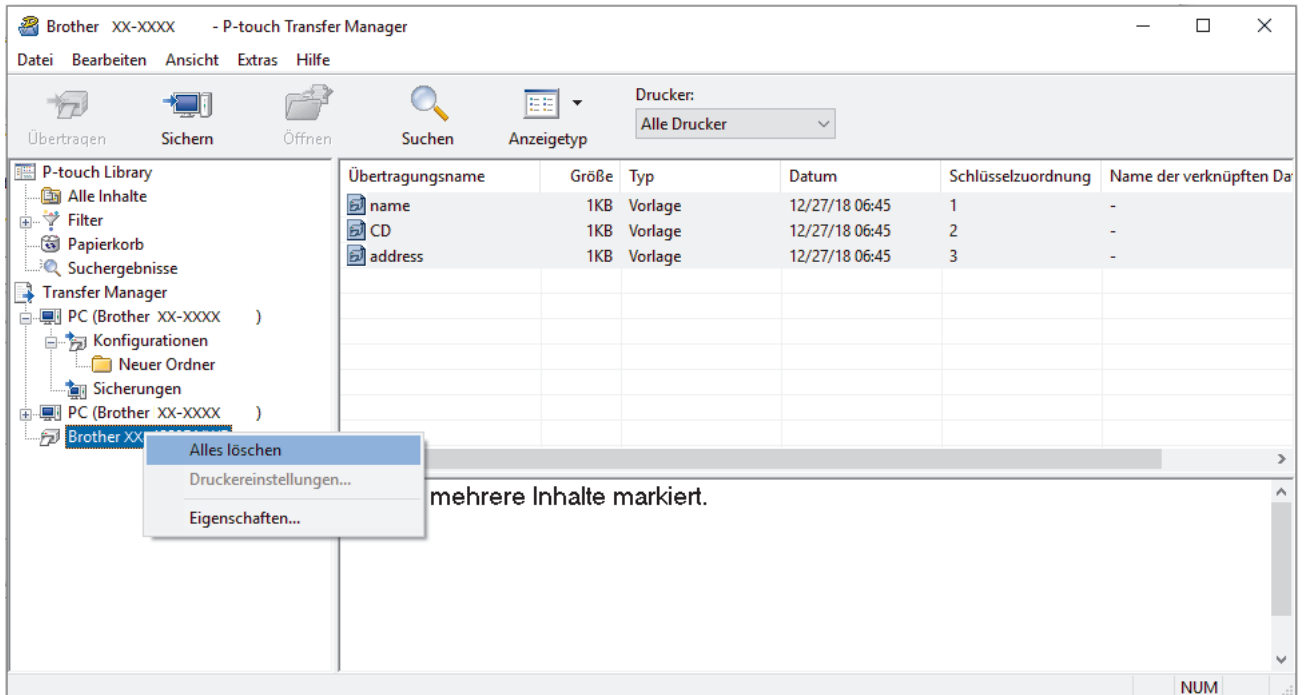 Brother XX-XXXX - P-touch Transfer Manager
Datei Bearbeiten Ansicht Extras Hilfe
Übertragen Sichern Öffnen Suchen Anzeigetyp
Drucker:
Alle Drucker
P-touch Library
Alle Inhalte
Filter
Papierkorb
Suchergebnisse
Transfer Manager
PC (Brother XX-XXXX )
Konfigurationen
Neuer Ordner
Sicherungen
PC (Brother XX-XXXX )
Brother XX
Alles löschen
Druckereinstellungen...
Eigenschaften...
Übertragungsname Größe Typ Datum Schlüsselzuordnung Name der verknüpften Da
name 1KB Vorlage 12/27/18 06:45 1 -
CD 1KB Vorlage 12/27/18 06:45 2 -
address 1KB Vorlage 12/27/18 06:45 3 -
mehrere Inhalte markiert.
NUM